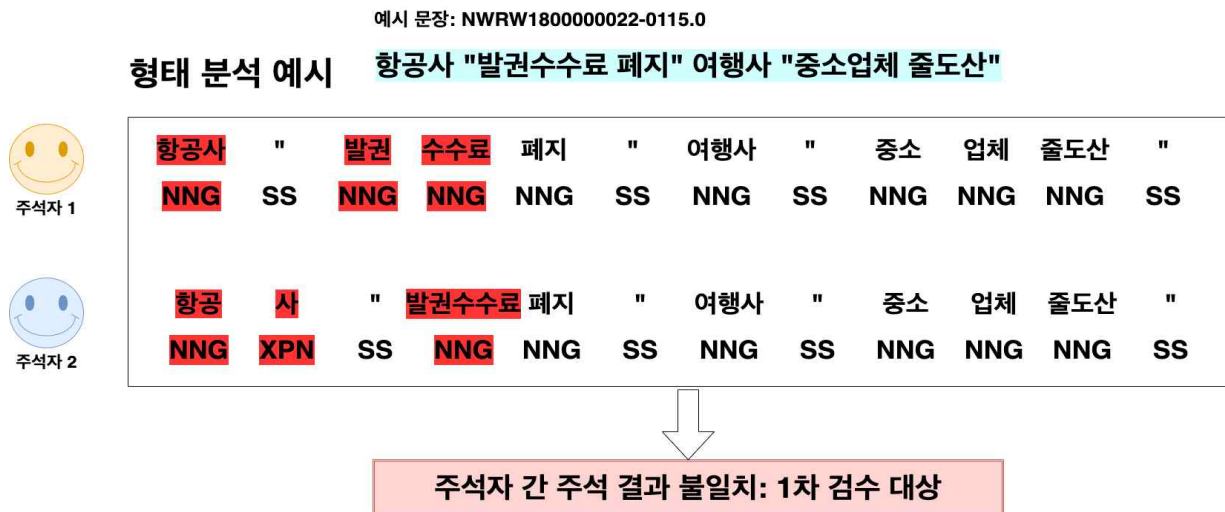 예시 문장: NWRW1800000022-0115.0
형태 분석 예시 항공사 "발권수수료 폐지" 여행사 "중소업체 줄도산"
항공사 " 발권 수수료 폐지 " 여행사 " 중소 업체 줄도산 "
NNG SS NNG NNG NNG SS NNG SS NNG NNG NNG SS
주석자 1
항공 사 " 발권수수료 폐지 " 여행사 " 중소 업체 줄도산 "
NNG XPN SS NNG NNG SS NNG SS NNG NNG NNG SS
주석자 2
주석자 간 주석 결과 불일치: 1차 검수 대상